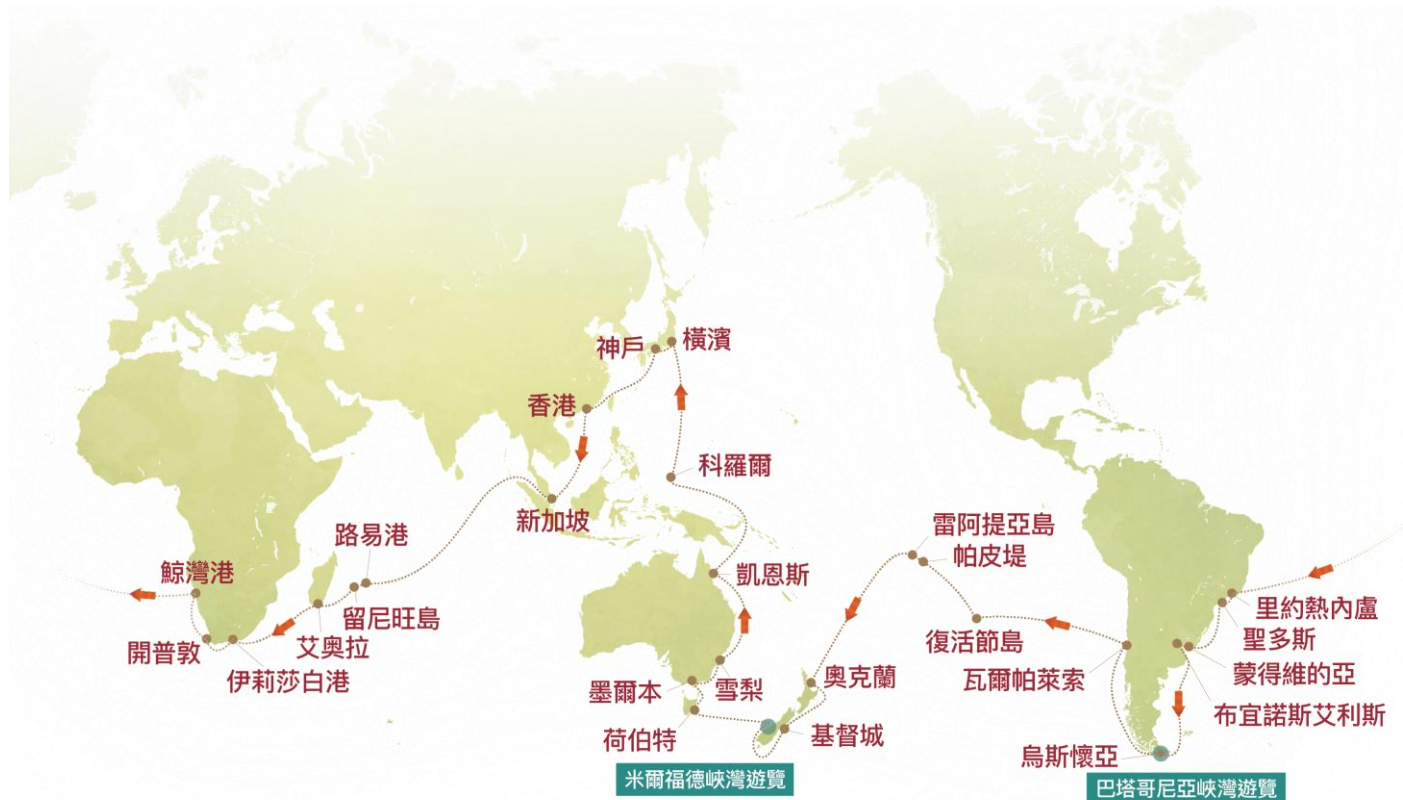 神戶
橫濱
香港
科羅爾
新加坡
路易港
雷阿提亞島
帕皮堤
鯨灣港
凱恩斯
留尼旺島
里約熱內盧
聖多斯
艾奧拉
復活節島
開普敦
伊莉莎白港
瓦爾帕萊索
蒙得維的亞
奧克蘭
墨爾本
雪梨
布宜諾斯艾利斯
荷伯特
基督城
烏斯懷亞
米爾福德峽灣遊覽
巴塔哥尼亞峽灣遊覽